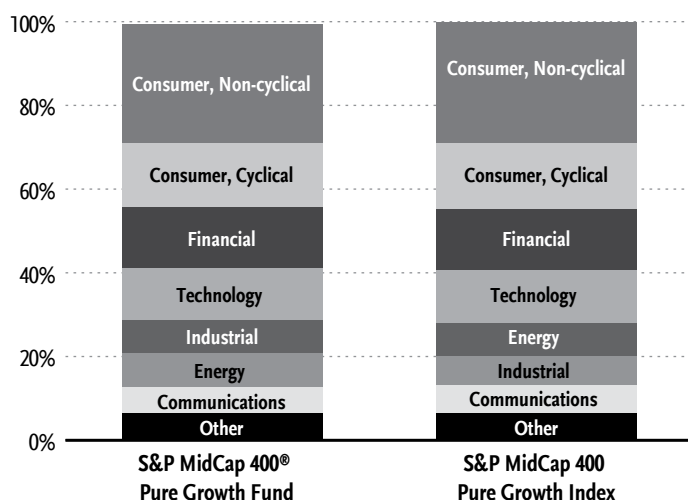 100%
80%
60%
40%
20%
0%
Consumer, Non-cyclical
Consumer, Cyclical
Financial
Technology
Industrial
Energy
Communications
Other
S&P MidCap 400®
Pure Growth Fund
Consumer, Non-cyclical
Consumer, Cyclical
Financial
Technology
Energy
Industrial
Communications
Other
S&P MidCap 400
Pure Growth Index